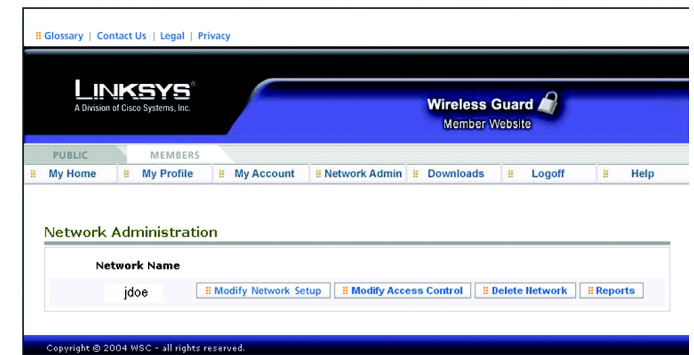 Glossary | Contact Us | Legal | Privacy
LINKSYS®
A Division of Cisco Systems, Inc.
Wireless Guard
Member Website
PUBLIC MEMBERS
My Home My Profile My Account Network Admin Downloads Logoff Help
Network Administration
Network Name
jdoe Modify Network Setup Modify Access Control Delete Network Reports
Copyright © 2004 WSC - all rights reserved.